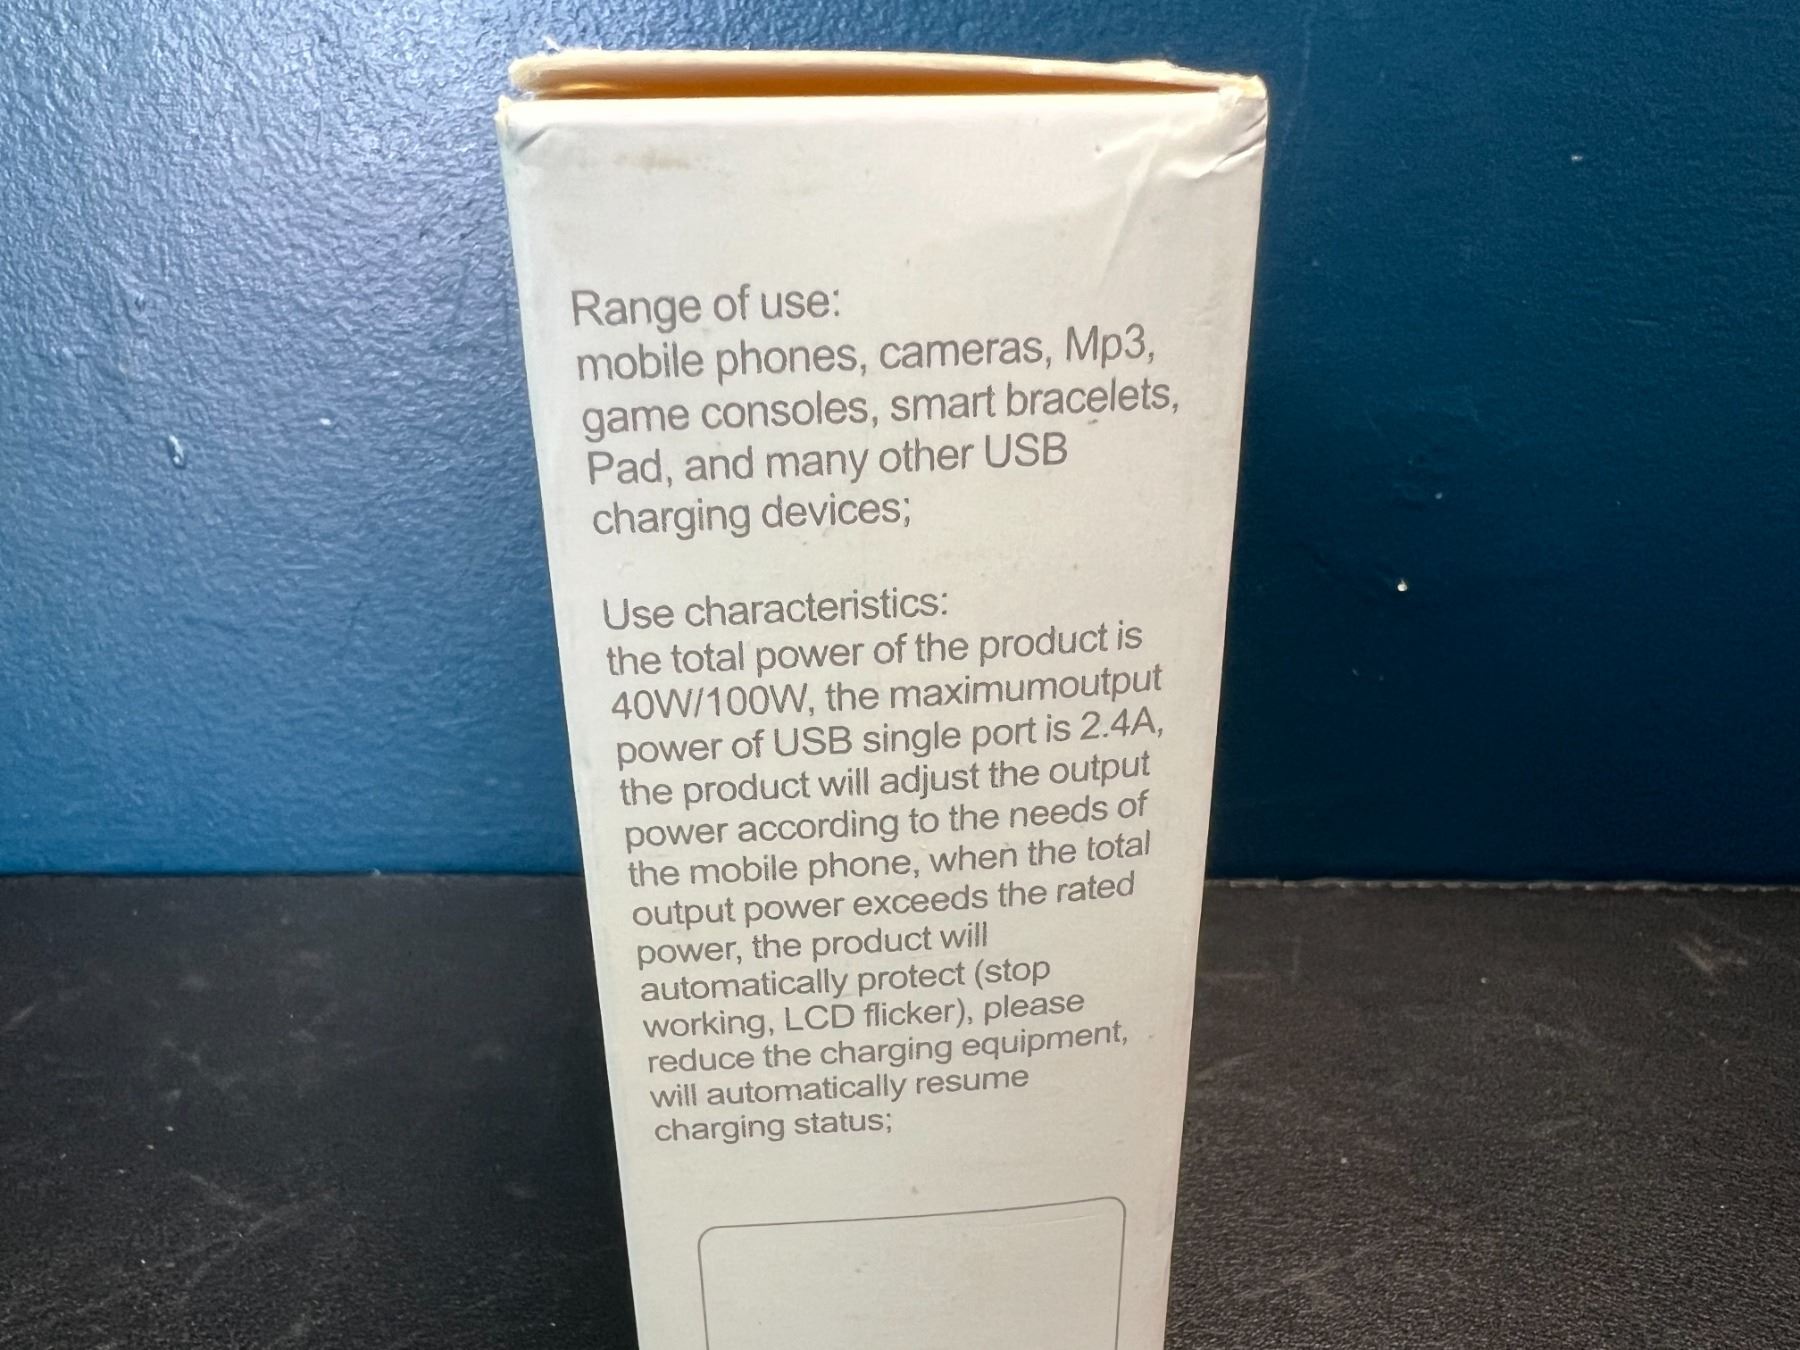 Range of use:
mobile phones, cameras, Mp3,
game consoles, smart bracelets,
Pad, and many other USB
charging devices;
Use characteristics:
the total power of the product is
40W/100W, the maximumoutput
power of USB single port is 2.4A,
the product will adjust the output
power according to the needs of
the mobile phone, when the total
output power exceeds the rated
power, the product will
automatically protect (stop
working, LCD flicker), please
reduce the charging equipment,
will automatically resume
charging status;